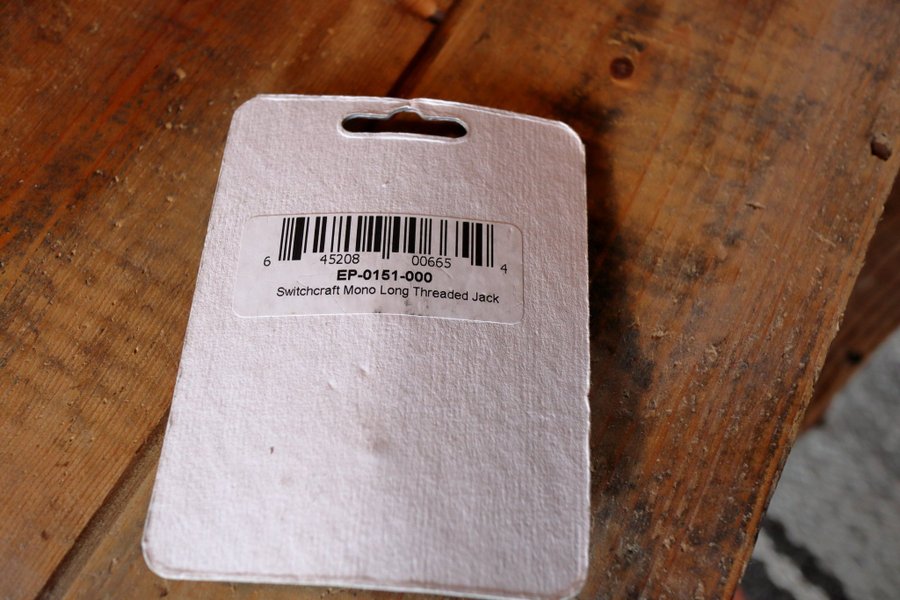 6 45208 00665 4
EP-0151-000
Switchcraft Mono Long Threaded Jack